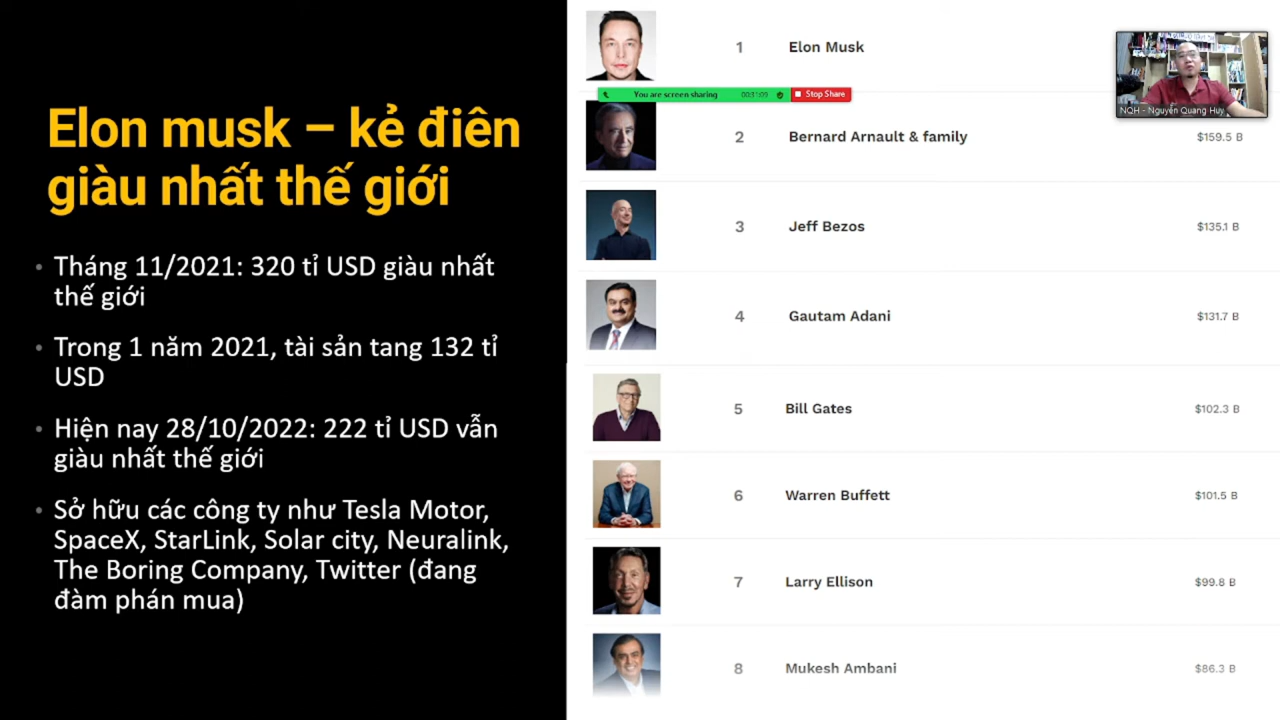 Elon musk – kẻ điên
giàu nhất thế giới
• Tháng 11/2021: 320 tỉ USD giàu nhất
thế giới
• Trong 1 năm 2021, tài sản tang 132 tỉ
USD
• Hiện nay 28/10/2022: 222 tỉ USD vẫn
giàu nhất thế giới
• Sở hữu các công ty như Tesla Motor,
SpaceX, StarLink, Solar city, Neuralink,
The Boring Company, Twitter (đang
đàm phán mua)
1 Elon Musk
You are screen sharing 00:11:09 Stop Share
NQH - Nguyễn Quang Huy
2 Bernard Arnault & family $159.5 B
3 Jeff Bezos $135.1 B
4 Gautam Adani $131.7 B
5 Bill Gates $102.3 B
6 Warren Buffett $101.5 B
7 Larry Ellison $99.8 B
8 Mukesh Ambani $86.3 B